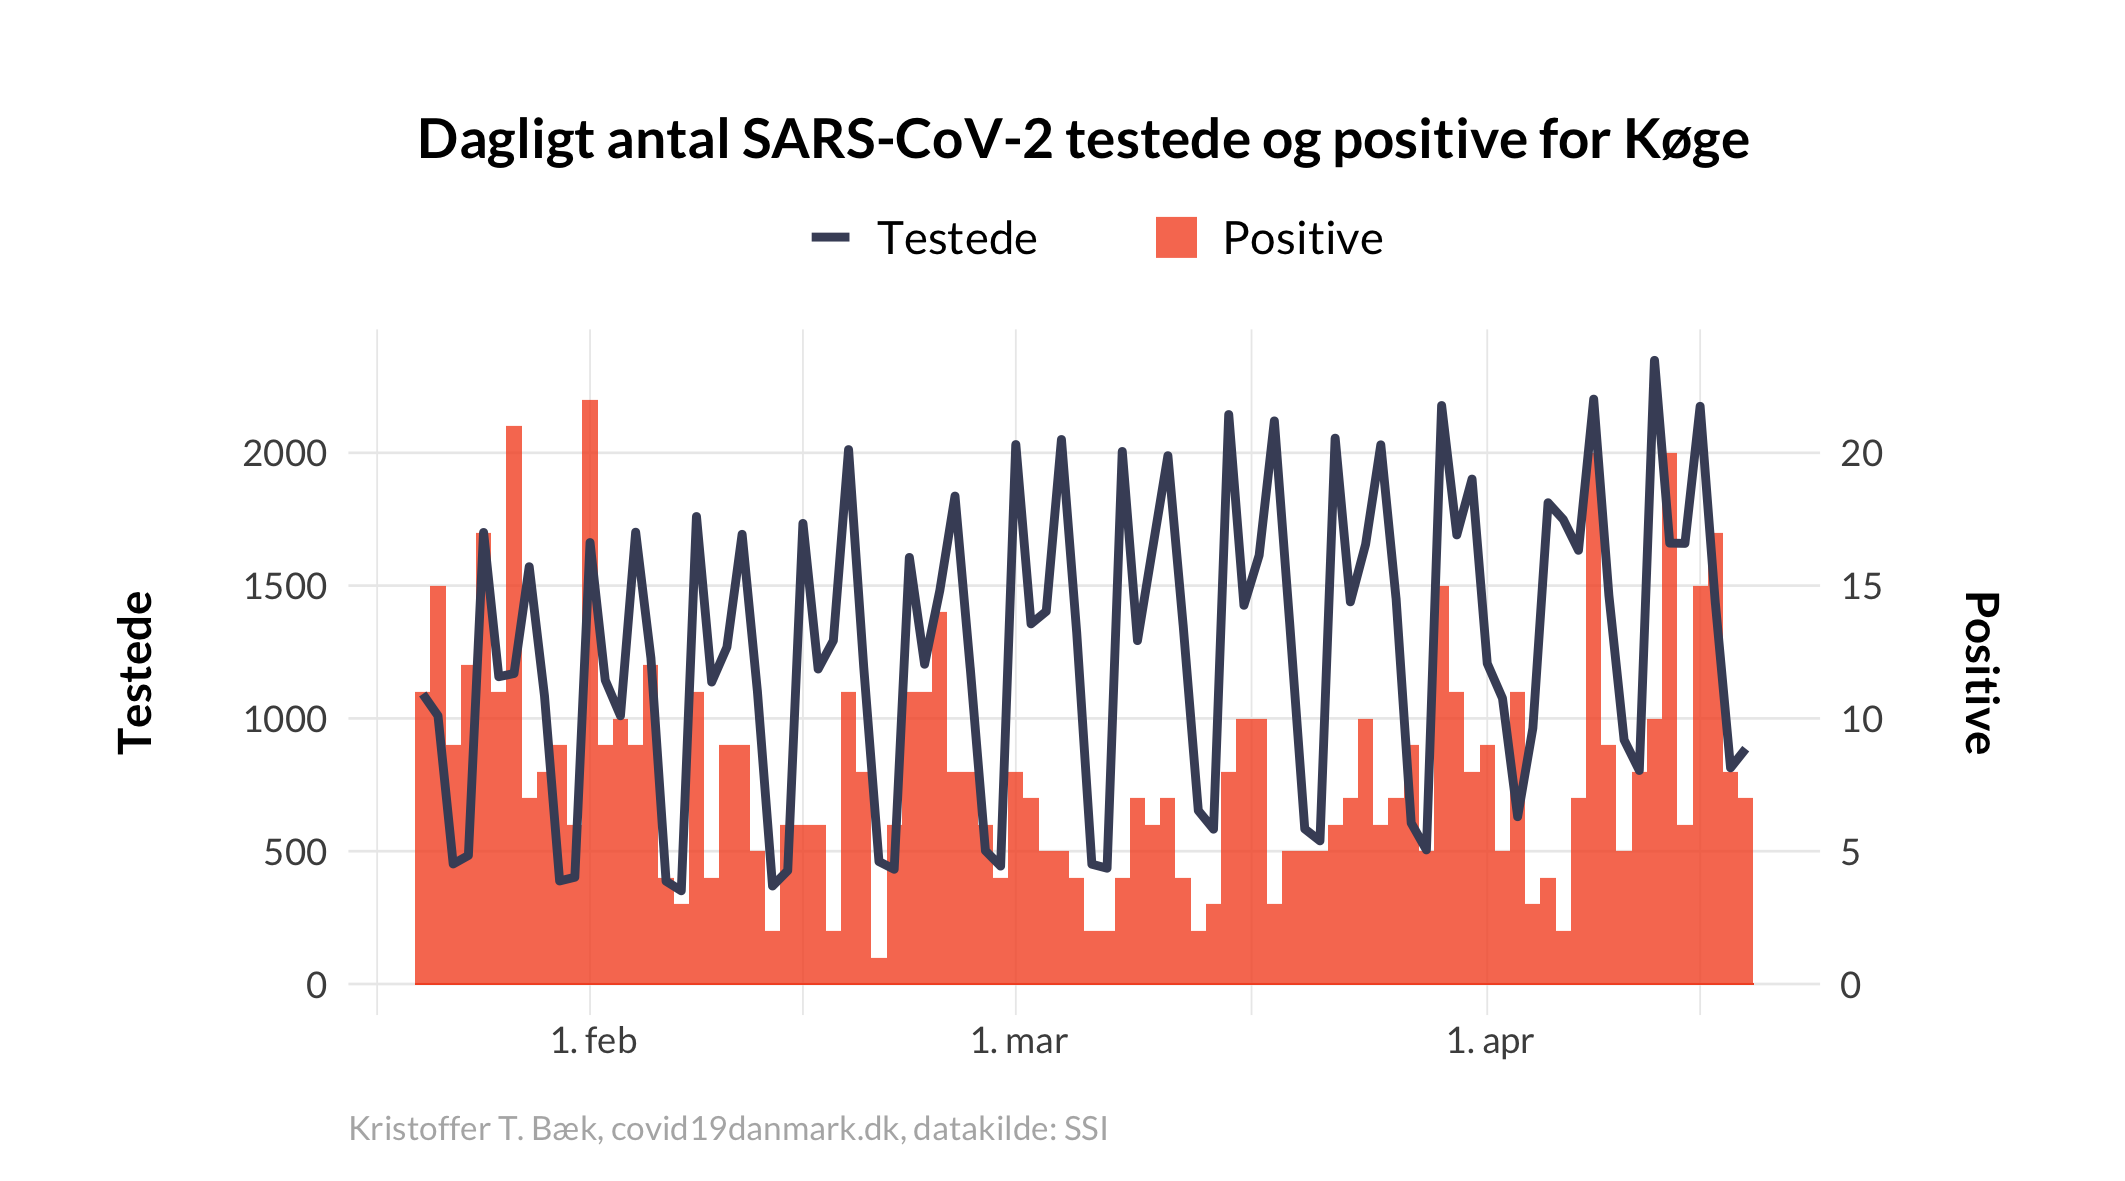 Dagligt antal SARS-CoV-2 testede og positive for Køge
Testede Positive
Testede
2000
1500
1000
500
0
20
15
10
5
0
Positive
1. feb 1. mar 1. apr
Kristoffer T. Bæk, covid19danmark.dk, datakilde: SSI